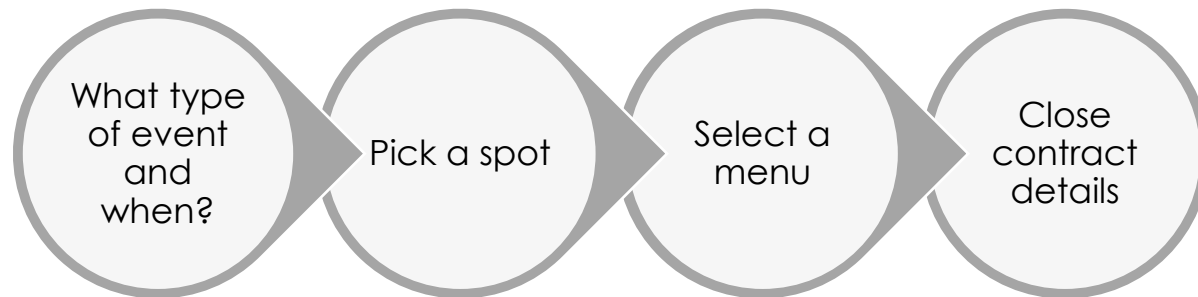 What type
of event
and
when?
Pick a spot
Select a
menu
Close
contract
details